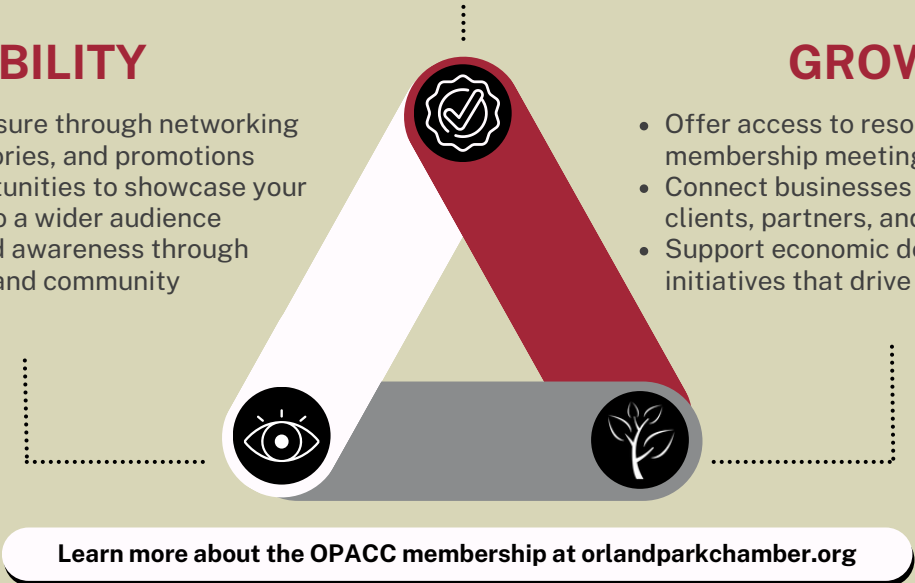 BILITY
sure through networking
ories, and promotions
tunities to showcase your
o a wider audience
d awareness through
and community
GROW
• Offer access to reso
membership meeting
• Connect businesses
clients, partners, and
• Support economic de
initiatives that drive
Learn more about the OPACC membership at orlandparkchamber.org